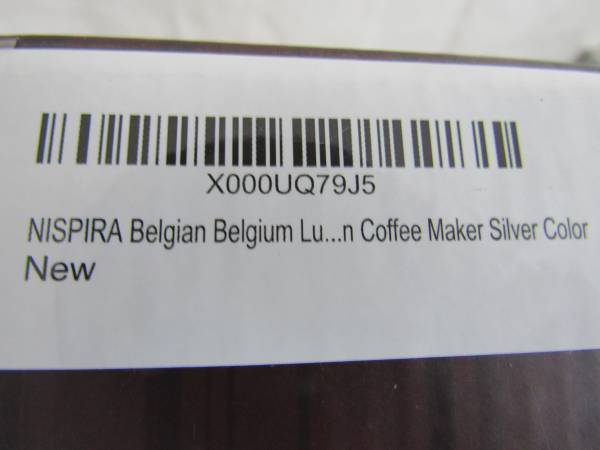 X000UQ79J5
NISPIRA Belgian Belgium Lu...n Coffee Maker Silver Color
New